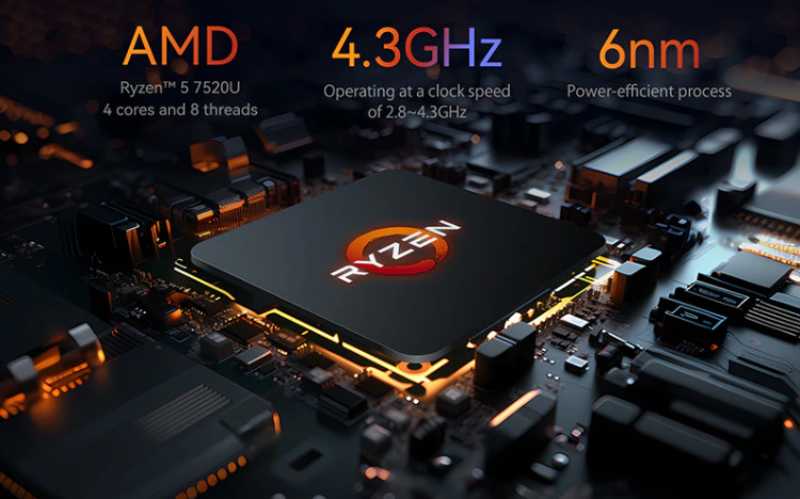 AMD
Ryzen™ 5 7520U
4 cores and 8 threads
4.3GHz
Operating at a clock speed
of 2.8~4.3GHz
6nm
Power-efficient process
RYZEN